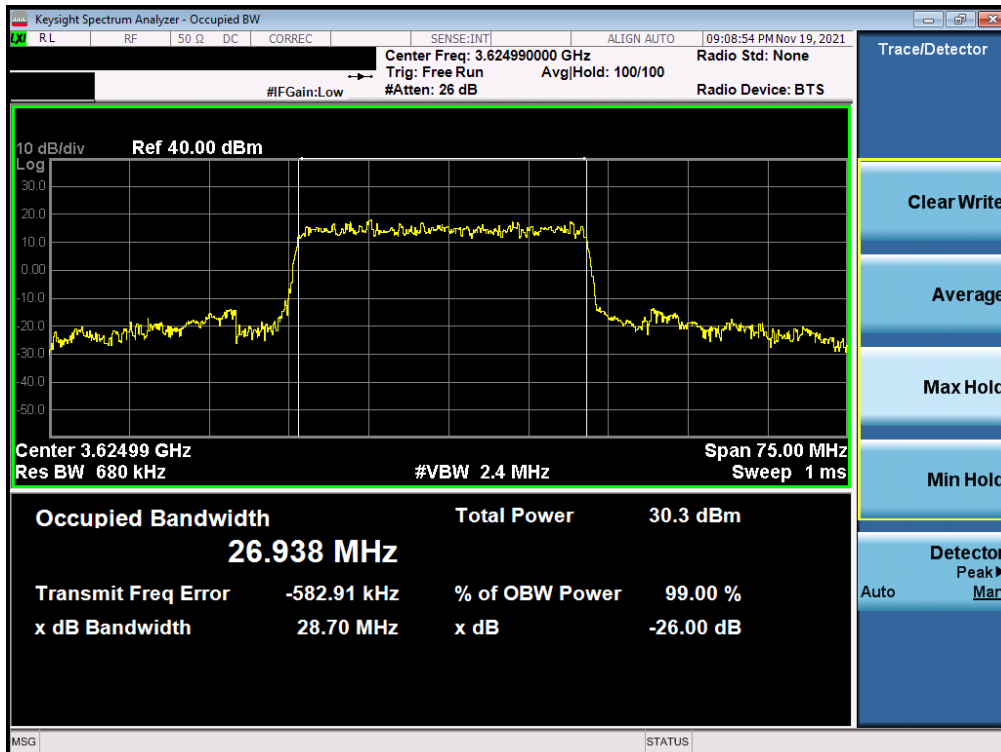 Keysight Spectrum Analyzer - Occupied BW
LXI RL RF 50 Ω DC CORREC SENSE:INT ALIGN AUTO 09:08:54 PM Nov 19, 2021
Center Freq: 3.624990000 GHz Radio Std: None
Trig: Free Run Avg|Hold: 100/100
#IFGain:Low #Atten: 26 dB Radio Device: BTS
10 dB/div Ref 40.00 dBm
Log
30.0
20.0
10.0
0.00
-10.0
-20.0
-30.0
-40.0
-50.0
Center 3.62499 GHz Span 75.00 MHz
Res BW 680 kHz #VBW 2.4 MHz Sweep 1 ms
Occupied Bandwidth Total Power 30.3 dBm
26.938 MHz
Transmit Freq Error -582.91 kHz % of OBW Power 99.00 %
x dB Bandwidth 28.70 MHz x dB -26.00 dB
MSG STATUS
Trace/Detector
Clear Write
Average
Max Hold
Min Hold
Detector
Peak▶
Auto Man